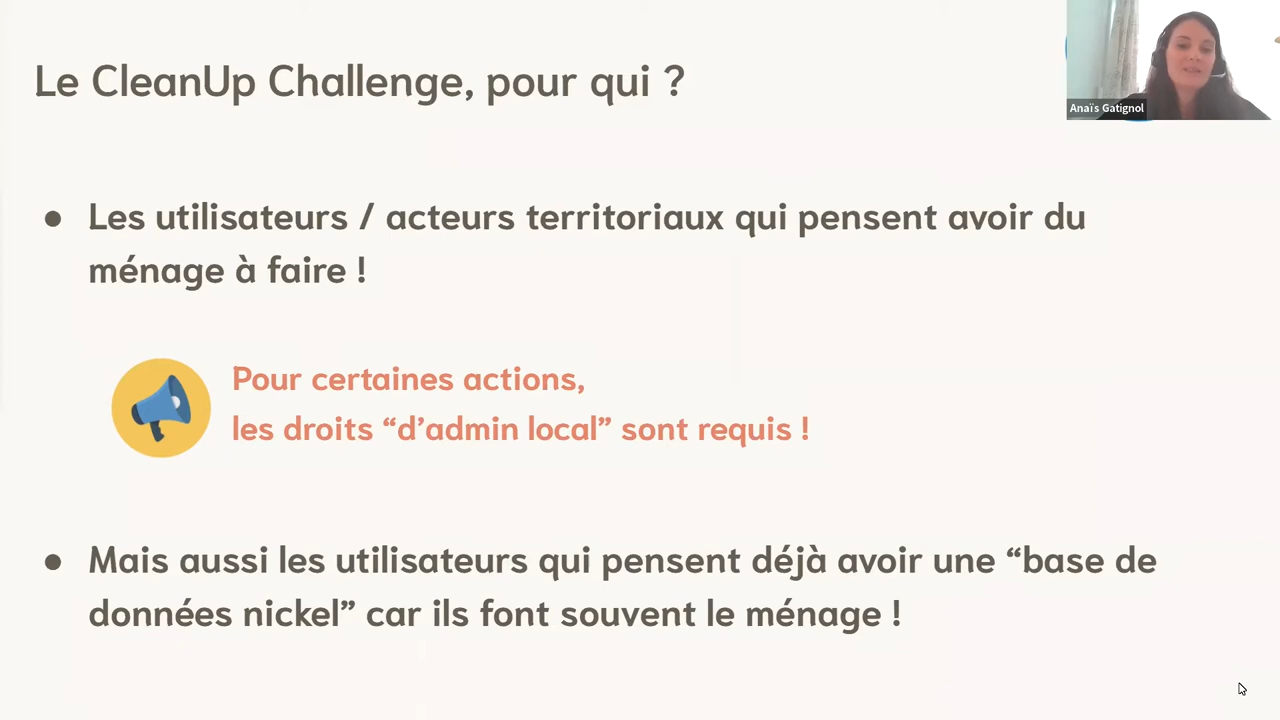 Le CleanUp Challenge, pour qui ?
Anaïs Gatignol
● Les utilisateurs / acteurs territoriaux qui pensent avoir du
ménage à faire !
Pour certaines actions,
les droits “d’admin local” sont requis !
● Mais aussi les utilisateurs qui pensent déjà avoir une “base de
données nickel” car ils font souvent le ménage !